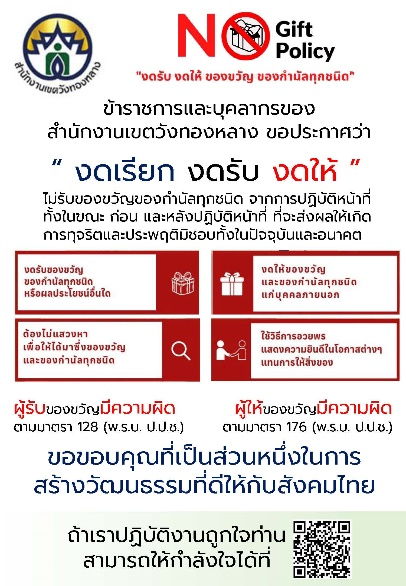 สำนักงานเขตวังทองหลาง
NO Gift Policy
"งดรับ งดให้ ของขวัญ ของกำนัลทุกชนิด"
ข้าราชการและบุคลากรของ
สำนักงานเขตวังทองหลาง ขอประกาศว่า
“ งดเรียก งดรับ งดให้ ”
ไม่รับของขวัญของกำนัลทุกชนิด จากการปฏิบัติหน้าที่
ทั้งในขณะ ก่อน และหลังปฏิบัติหน้าที่ ที่จะส่งผลให้เกิด
การทุจริตและประพฤติมิชอบทั้งในปัจจุบันและอนาคต
งดรับของขวัญ
ของกำนัลทุกชนิด
หรือผลประโยชน์อื่นใด
งดให้ของขวัญ
และของกำนัลทุกชนิด
แก่บุคคลภายนอก
ต้องไม่แสวงหา
เพื่อให้ได้มาซึ่งของขวัญ
และของกำนัลทุกชนิด
ใช้วิธีการอวยพร
แสดงความยินดีในโอกาสต่างๆ
แทนการให้สิ่งของ
ผู้รับของขวัญมีความผิด
ตามมาตรา 128 (พ.ร.บ. ป.ป.ช.)
ผู้ให้ของขวัญมีความผิด
ตามมาตรา 176 (พ.ร.บ. ป.ป.ช.)
ขอขอบคุณที่เป็นส่วนหนึ่งในการ
สร้างวัฒนธรรมที่ดีให้กับสังคมไทย
ถ้าเราปฏิบัติงานถูกใจท่าน
สามารถให้กำลังใจได้ที่